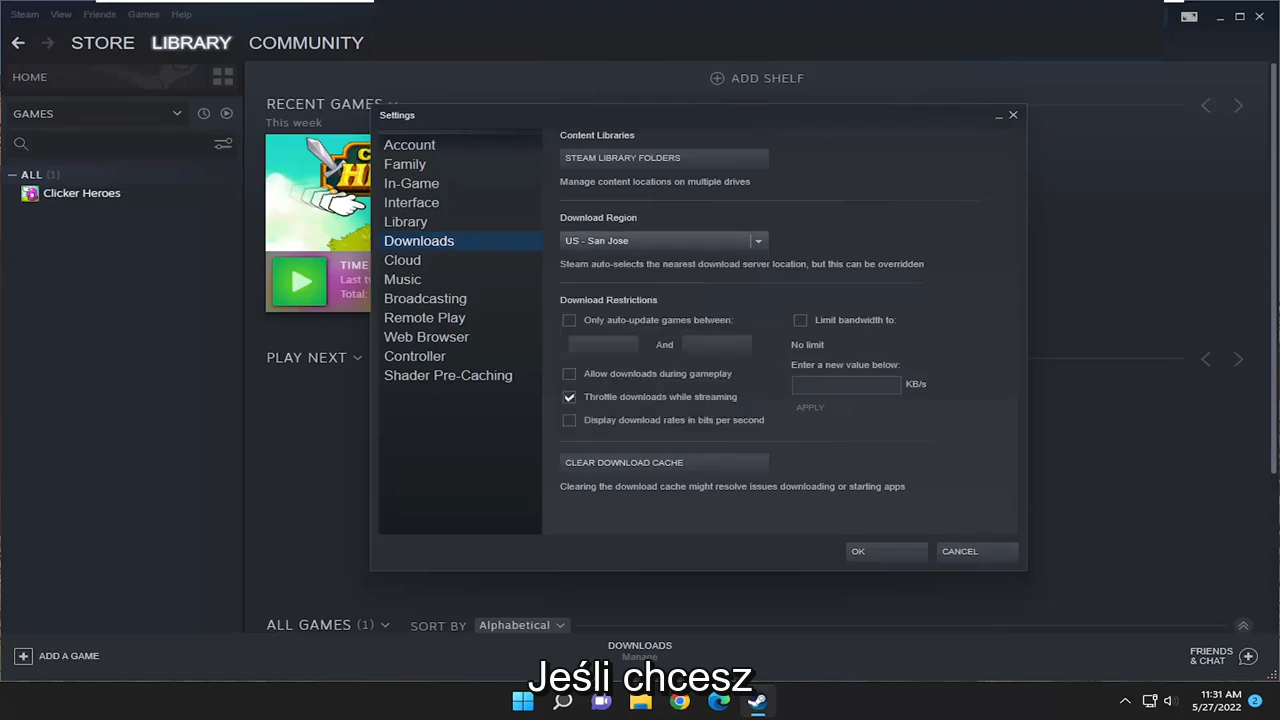 Steam View Friends Games Help
STORE LIBRARY COMMUNITY
HOME
GAMES
ALL (1)
Clicker Heroes
ADD SHELF
RECENT GAMES
This week
TIME
Last
Total:
PLAY NEXT
ALL GAMES (1) SORT BY Alphabetical
Settings
Account
Family
In-Game
Interface
Library
Downloads
Cloud
Music
Broadcasting
Remote Play
Web Browser
Controller
Shader Pre-Caching
Content Libraries
STEAM LIBRARY FOLDERS
Manage content locations on multiple drives
Download Region
US - San Jose
Steam auto-selects the nearest download server location, but this can be overridden
Download Restrictions
Only auto-update games between:
And
Allow downloads during gameplay
Throttle downloads while streaming
Display download rates in bits per second
Limit bandwidth to:
No limit
Enter a new value below:
KB/s
APPLY
CLEAR DOWNLOAD CACHE
Clearing the download cache might resolve issues downloading or starting apps
OK CANCEL
ADD A GAME
DOWNLOADS
Manage
FRIENDS
& CHAT
Jeśli chcesz
11:31 AM
5/27/2022
2